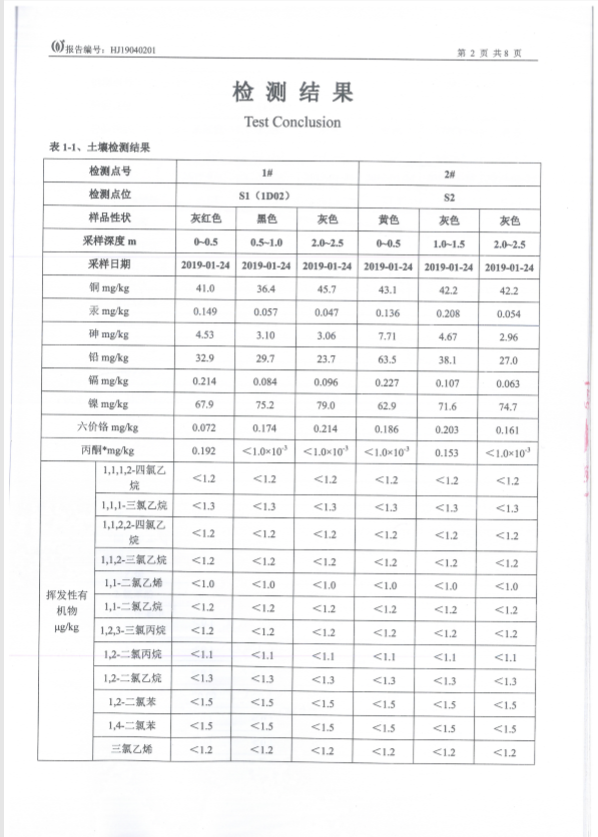 报告编号：HJ19040201
第 2 页 共 8 页
检 测 结 果
Test Conclusion
表 1-1、土壤检测结果
检测点号 1# 2#
检测点位 S1（1D02） S2
样品性状 灰红色 黑色 灰色 黄色 灰色 灰色
采样深度 m 0~0.5 0.5~1.0 2.0~2.5 0~0.5 1.0~1.5 2.0~2.5
采样日期 2019-01-24 2019-01-24 2019-01-24 2019-01-24 2019-01-24 2019-01-24
铜 mg/kg 41.0 36.4 45.7 43.1 42.2 42.2
汞 mg/kg 0.149 0.057 0.047 0.136 0.208 0.054
砷 mg/kg 4.53 3.10 3.06 7.71 4.67 2.96
铅 mg/kg 32.9 29.7 23.7 63.5 38.1 27.0
镉 mg/kg 0.214 0.084 0.096 0.227 0.107 0.063
镍 mg/kg 67.9 75.2 79.0 62.9 71.6 74.7
六价铬 mg/kg 0.072 0.174 0.214 0.186 0.203 0.161
丙酮*mg/kg 0.192 ＜1.0×10⁻³ ＜1.0×10⁻³ ＜1.0×10⁻³ 0.153 ＜1.0×10⁻³
挥发性有
机物
μg/kg
1,1,1,2-四氯乙
烷 ＜1.2 ＜1.2 ＜1.2 ＜1.2 ＜1.2 ＜1.2
1,1,1-三氯乙烷 ＜1.3 ＜1.3 ＜1.3 ＜1.3 ＜1.3 ＜1.3
1,1,2,2-四氯乙
烷 ＜1.2 ＜1.2 ＜1.2 ＜1.2 ＜1.2 ＜1.2
1,1,2-三氯乙烷 ＜1.2 ＜1.2 ＜1.2 ＜1.2 ＜1.2 ＜1.2
1,1-二氯乙烯 ＜1.0 ＜1.0 ＜1.0 ＜1.0 ＜1.0 ＜1.0
1,1-二氯乙烷 ＜1.2 ＜1.2 ＜1.2 ＜1.2 ＜1.2 ＜1.2
1,2,3-三氯丙烷 ＜1.2 ＜1.2 ＜1.2 ＜1.2 ＜1.2 ＜1.2
1,2-二氯丙烷 ＜1.1 ＜1.1 ＜1.1 ＜1.1 ＜1.1 ＜1.1
1,2-二氯乙烷 ＜1.3 ＜1.3 ＜1.3 ＜1.3 ＜1.3 ＜1.3
1,2-二氯苯 ＜1.5 ＜1.5 ＜1.5 ＜1.5 ＜1.5 ＜1.5
1,4-二氯苯 ＜1.5 ＜1.5 ＜1.5 ＜1.5 ＜1.5 ＜1.5
三氯乙烯 ＜1.2 ＜1.2 ＜1.2 ＜1.2 ＜1.2 ＜1.2